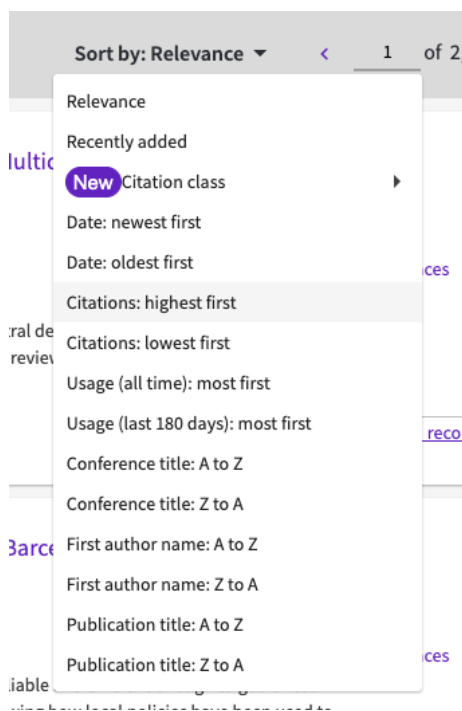 Sort by: Relevance
1 of 2
Relevance
Recently added
New Citation class
Date: newest first
Date: oldest first
Citations: highest first
Citations: lowest first
Usage (all time): most first
Usage (last 180 days): most first
Conference title: A to Z
Conference title: Z to A
First author name: A to Z
First author name: Z to A
Publication title: A to Z
Publication title: Z to A